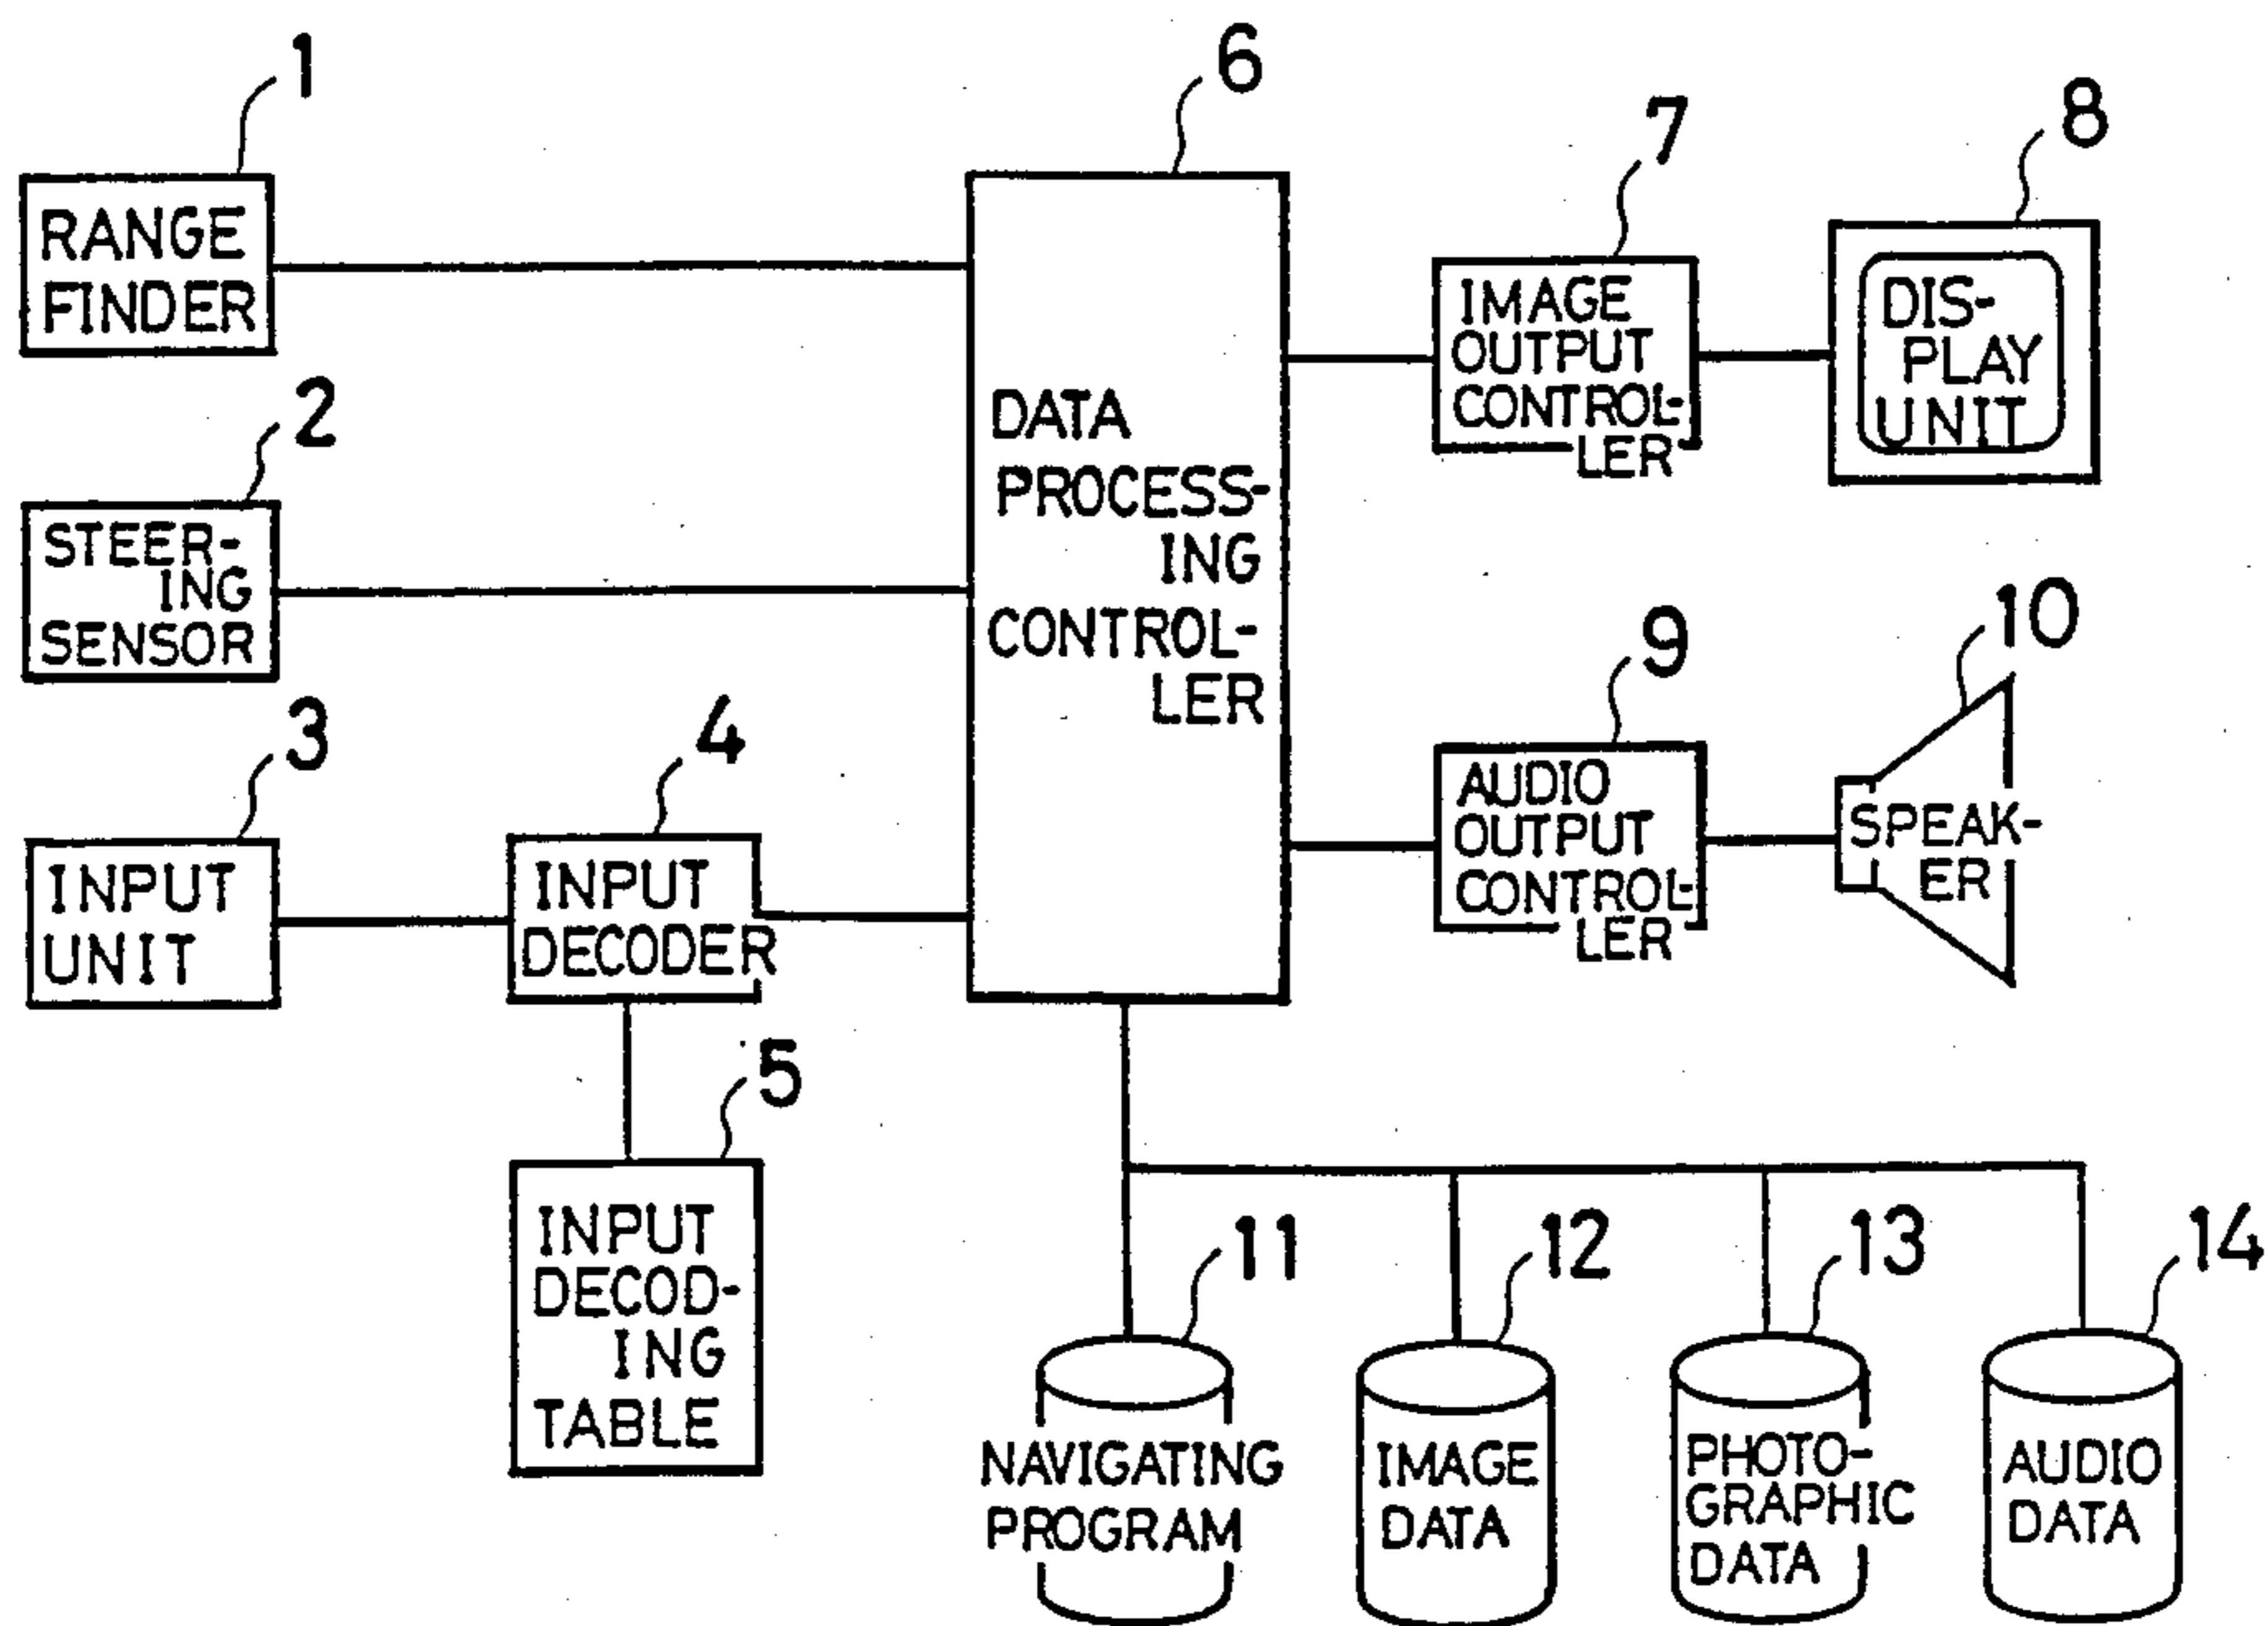 1
RANGE
FINDER
2
STEER-
ING
SENSOR
3
INPUT
UNIT
4
INPUT
DECODER
5
INPUT
DECOD-
ING
TABLE
6
DATA
PROCESS-
ING
CONTROL-
LER
7
IMAGE
OUTPUT
CONTROL-
LER
8
DIS-
PLAY
UNIT
9
AUDIO
OUTPUT
CONTROL-
LER
10
SPEAK-
ER
11
NAVIGATING
PROGRAM
12
IMAGE
DATA
13
PHOTO-
GRAPHIC
DATA
14
AUDIO
DATA